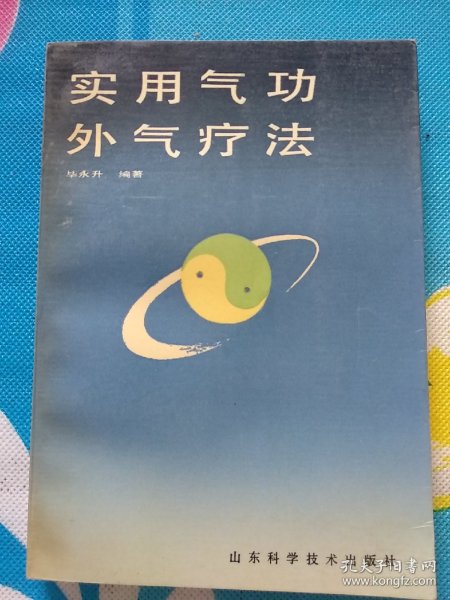 实用气功
外气疗法
毕永升 编著
山东科学技术出版社
孔夫子旧书网
www.kongfz.com